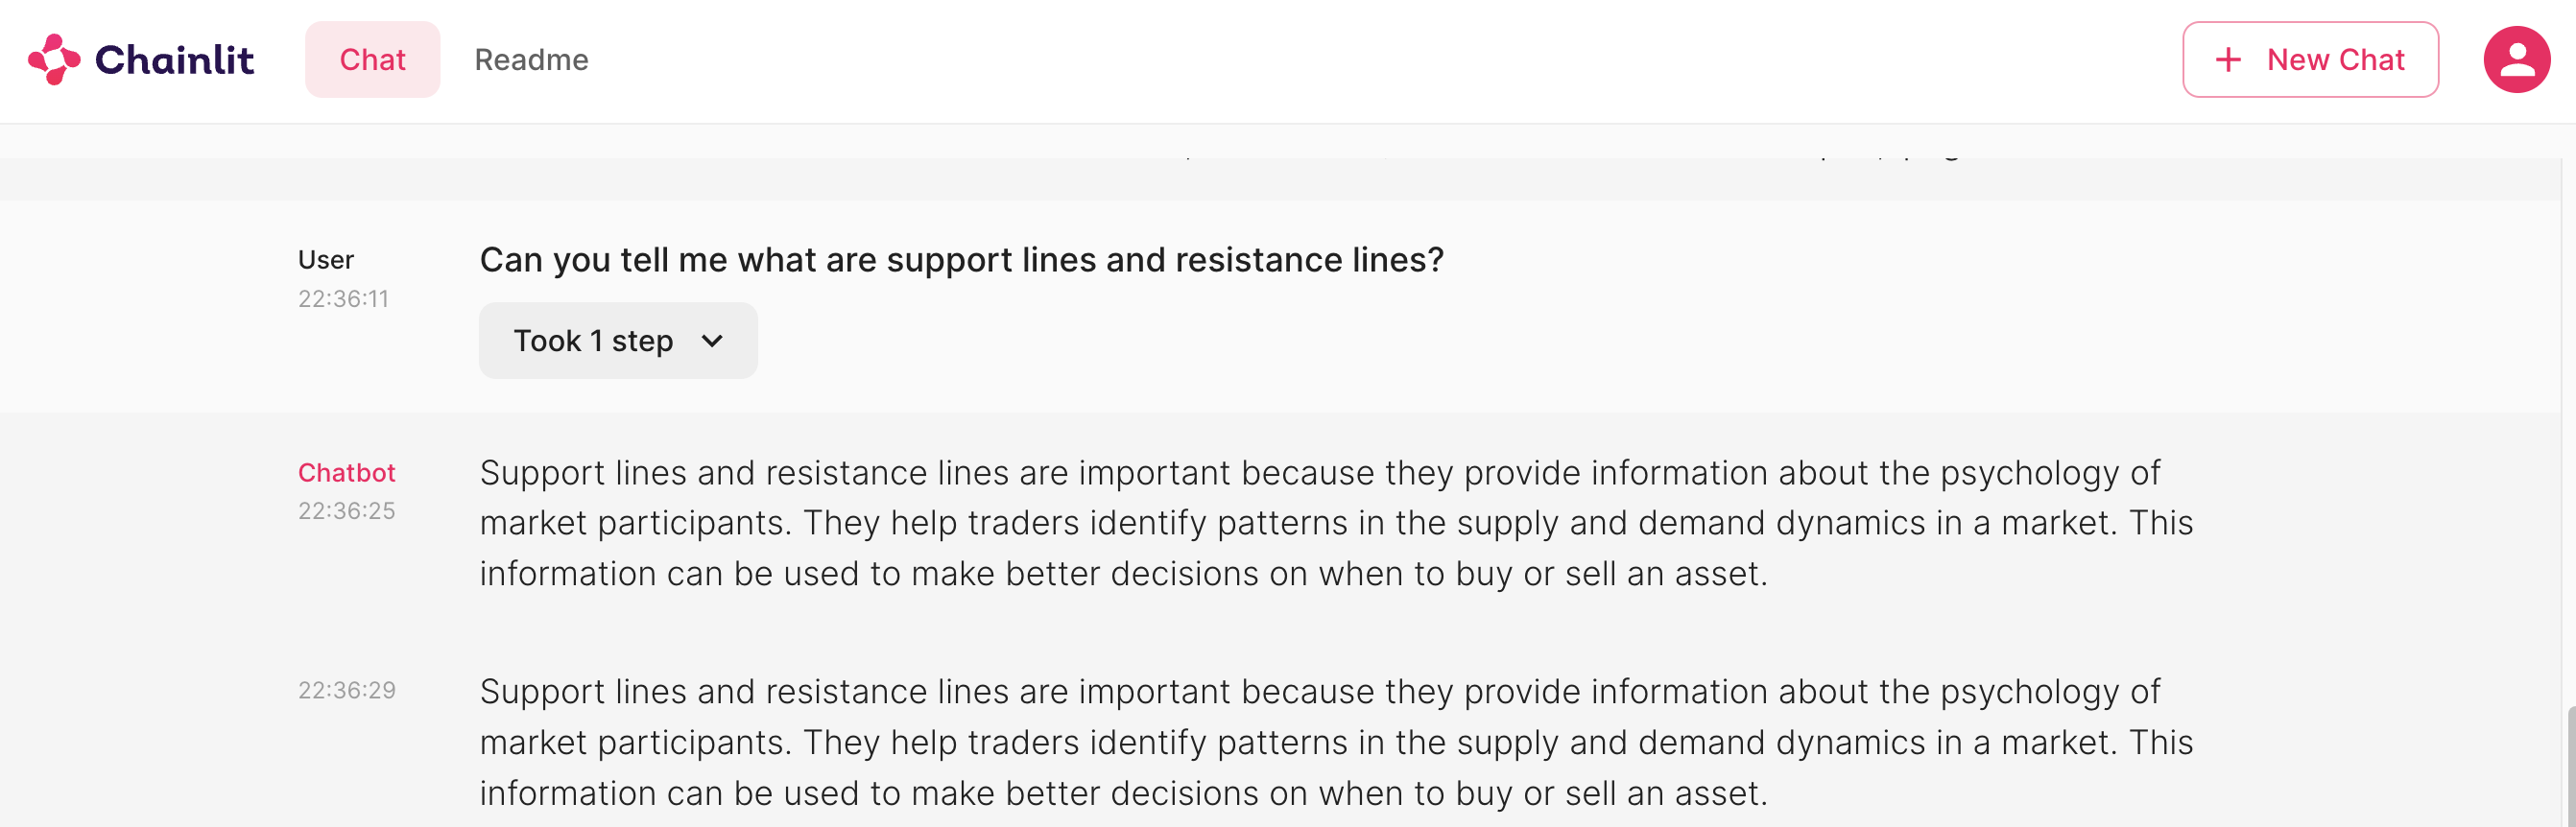 Chainlit
Chat
Readme
+ New Chat
User
22:36:11
Can you tell me what are support lines and resistance lines?
Took 1 step
Chatbot
22:36:25
Support lines and resistance lines are important because they provide information about the psychology of
market participants. They help traders identify patterns in the supply and demand dynamics in a market. This
information can be used to make better decisions on when to buy or sell an asset.
22:36:29
Support lines and resistance lines are important because they provide information about the psychology of
market participants. They help traders identify patterns in the supply and demand dynamics in a market. This
information can be used to make better decisions on when to buy or sell an asset.